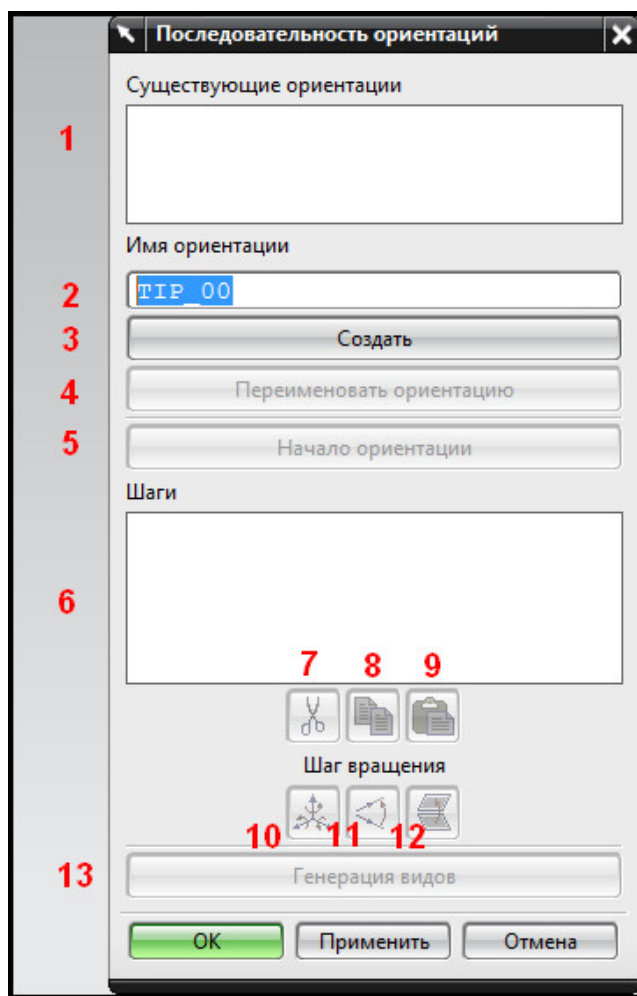 Последовательность ориентаций
Существующие ориентации
1
Имя ориентации
2 TIP_00
3 Создать
4 Переименовать ориентацию
5 Начало ориентации
Шаги
6
7 8 9
Шаг вращения
10 11 12
13 Генерация видов
OK Применить Отмена